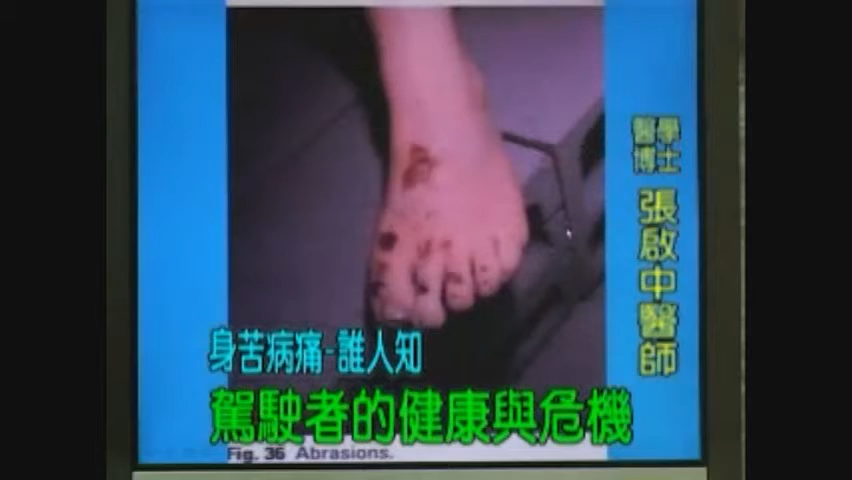 醫學
博士
張啟中醫師
身苦病痛-誰人知
駕駛者的健康與危機
Fig. 36 Abrasions.